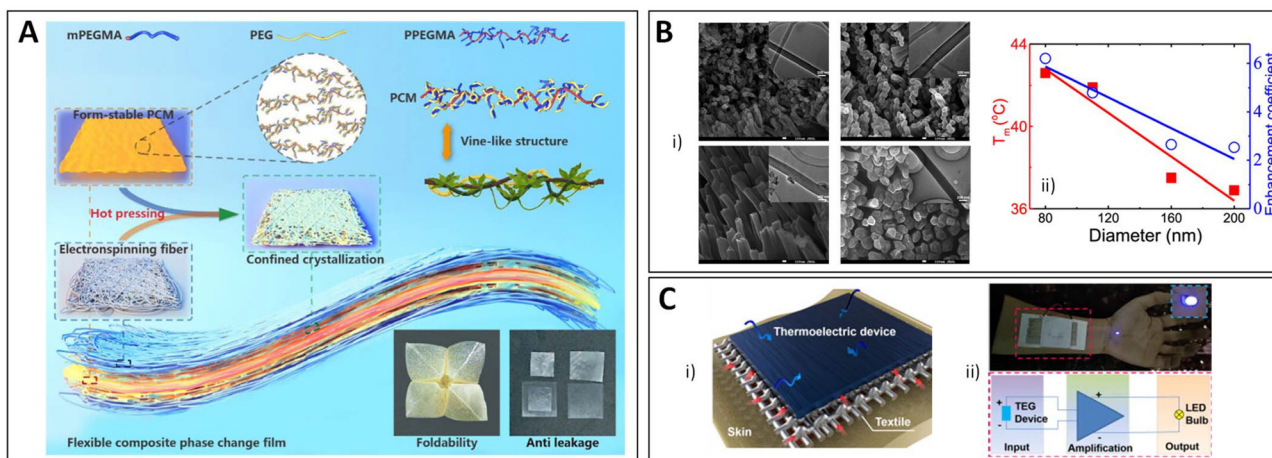 A
mPEGMA
PEG
PPEGMA
PCM
Form-stable PCM
Vine-like structure
Hot pressing
Electronspinning fiber
Confined crystallization
Flexible composite phase change film
Foldability
Anti leakage
B
i)
44
40
36
Tm (°C)
ii)
6
4
2
0
Enhancement coefficient
80
120
160
200
Diameter (nm)
C
i)
Thermoelectric device
Textile
Skin
ii)
+
-
TEG
Device
+
-
LED
Bulb
Input
Amplification
Output